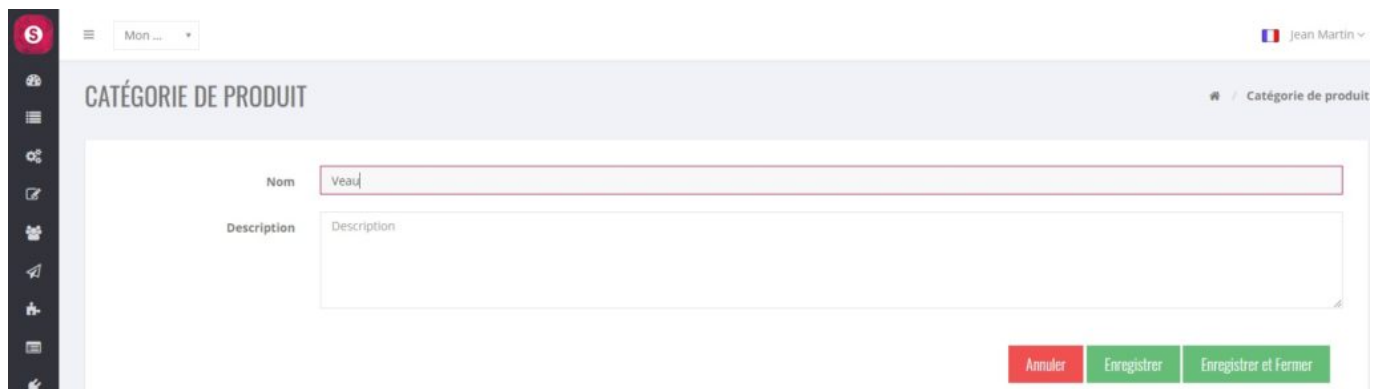 S
Mon ...
Jean Martin
CATÉGORIE DE PRODUIT
/ Catégorie de produit
Nom
Veau
Description
Description
Annuler
Enregistrer
Enregistrer et Fermer